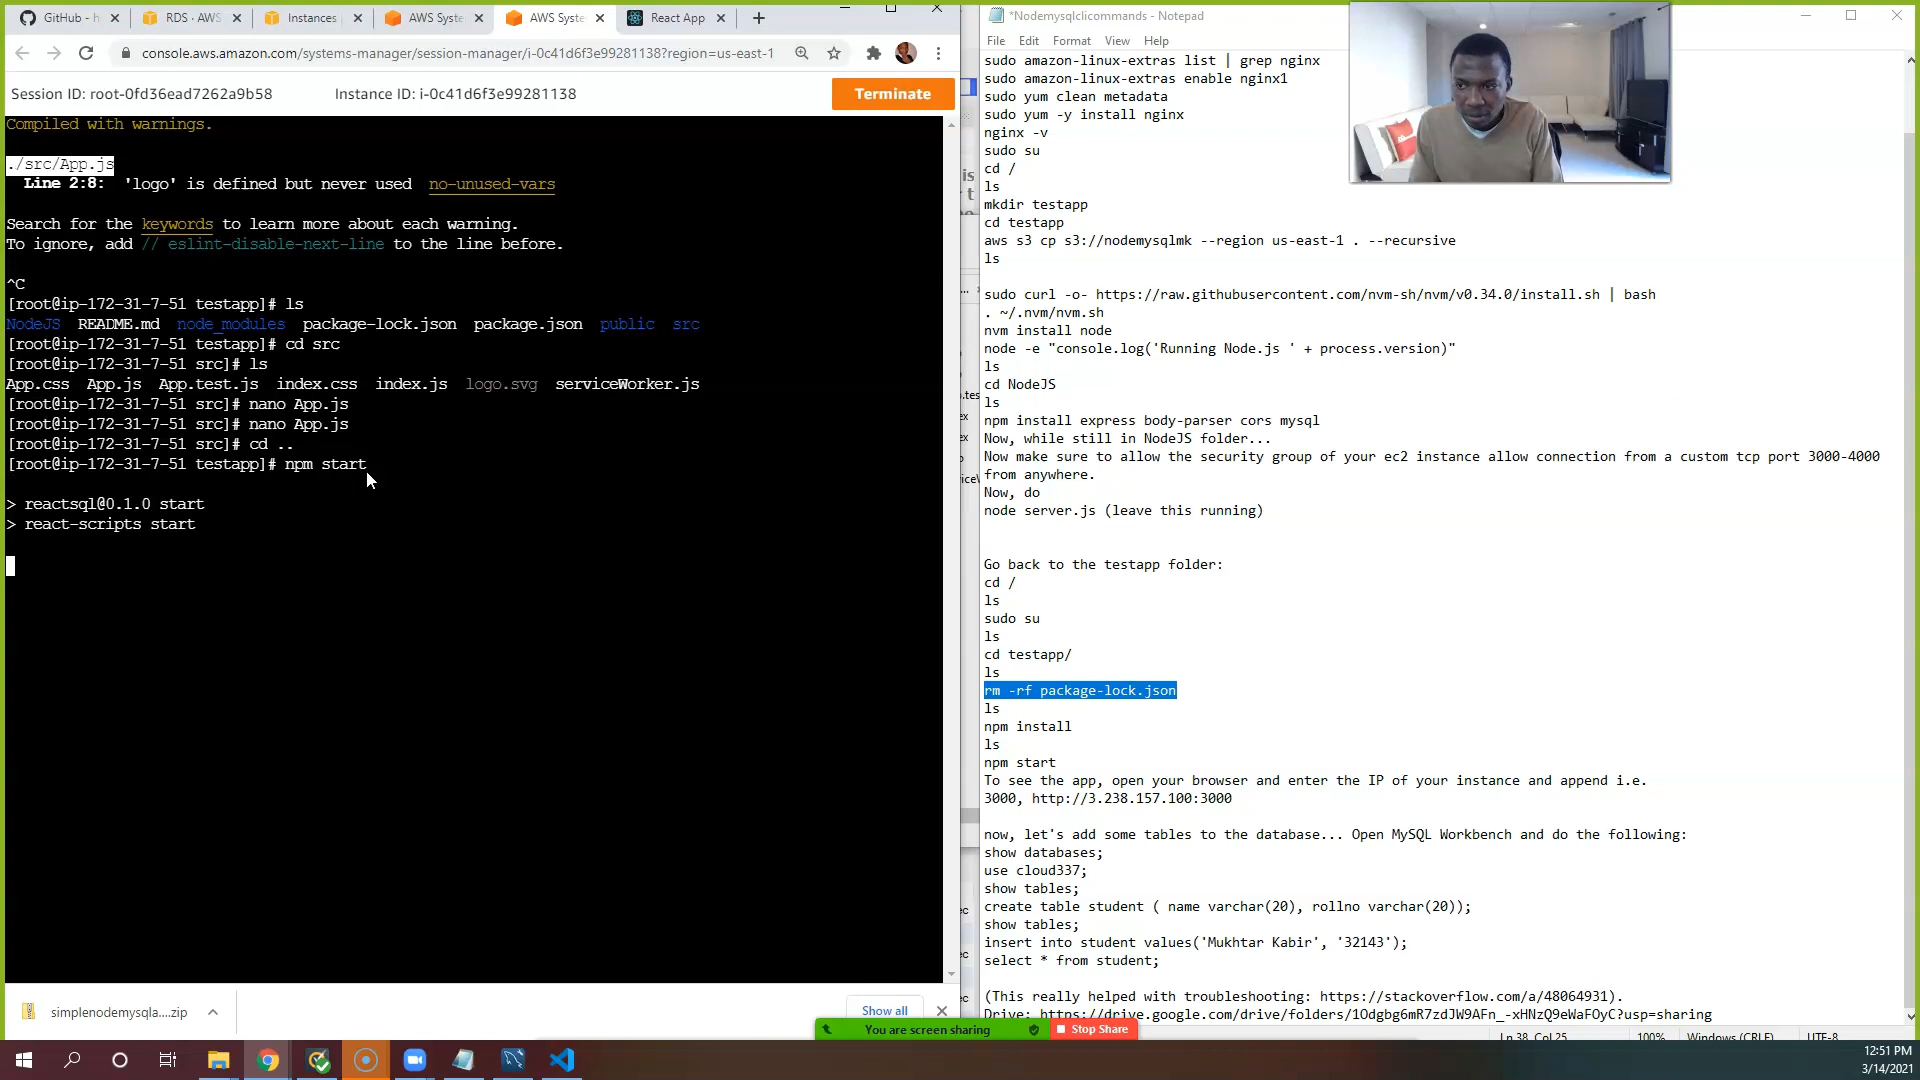 GitHub - h
RDS · AWS
Instances
AWS Syste
AWS Syste
React App
console.aws.amazon.com/systems-manager/session-manager/i-0c41d6f3e99281138?region=us-east-1
Session ID: root-0fd36ead7262a9b58
Instance ID: i-0c41d6f3e99281138
Terminate
Compiled with warnings.
./src/App.js
Line 2:8: 'logo' is defined but never used no-unused-vars
Search for the keywords to learn more about each warning.
To ignore, add // eslint-disable-next-line to the line before.
^C
[root@ip-172-31-7-51 testapp]# ls
NodeJS README.md node_modules package-lock.json package.json public src
[root@ip-172-31-7-51 testapp]# cd src
[root@ip-172-31-7-51 src]# ls
App.css App.js App.test.js index.css index.js logo.svg serviceWorker.js
[root@ip-172-31-7-51 src]# nano App.js
[root@ip-172-31-7-51 src]# nano App.js
[root@ip-172-31-7-51 src]# cd ..
[root@ip-172-31-7-51 testapp]# npm start
> reactsql@0.1.0 start
> react-scripts start
simplenodemysqla....zip
Show all
*Nodemysqlclicommands - Notepad
File Edit Format View Help
sudo amazon-linux-extras list | grep nginx
sudo amazon-linux-extras enable nginx1
sudo yum clean metadata
sudo yum -y install nginx
nginx -v
sudo su
cd /
ls
mkdir testapp
cd testapp
aws s3 cp s3://nodemysqlmk --region us-east-1 . --recursive
ls
sudo curl -o- https://raw.githubusercontent.com/nvm-sh/nvm/v0.34.0/install.sh | bash
. ~/.nvm/nvm.sh
nvm install node
node -e "console.log('Running Node.js ' + process.version)"
ls
cd NodeJS
ls
npm install express body-parser cors mysql
Now, while still in NodeJS folder...
Now make sure to allow the security group of your ec2 instance allow connection from a custom tcp port 3000-4000
from anywhere.
Now, do
node server.js (leave this running)
Go back to the testapp folder:
cd /
ls
sudo su
ls
cd testapp/
ls
rm -rf package-lock.json
ls
npm install
ls
npm start
To see the app, open your browser and enter the IP of your instance and append i.e.
3000, http://3.238.157.100:3000
now, let's add some tables to the database... Open MySQL Workbench and do the following:
show databases;
use cloud337;
show tables;
create table student ( name varchar(20), rollno varchar(20));
show tables;
insert into student values('Mukhtar Kabir', '32143');
select * from student;
(This really helped with troubleshooting: https://stackoverflow.com/a/48064931).
Drive: https://drive.google.com/drive/folders/1Odgbg6mR7zdJW9AFn_-xHNzQ9eWaFOyC?usp=sharing
Ln 38, Col 25 100% Windows (CRLF) UTF-8
You are screen sharing
Stop Share
12:51 PM
3/14/2021